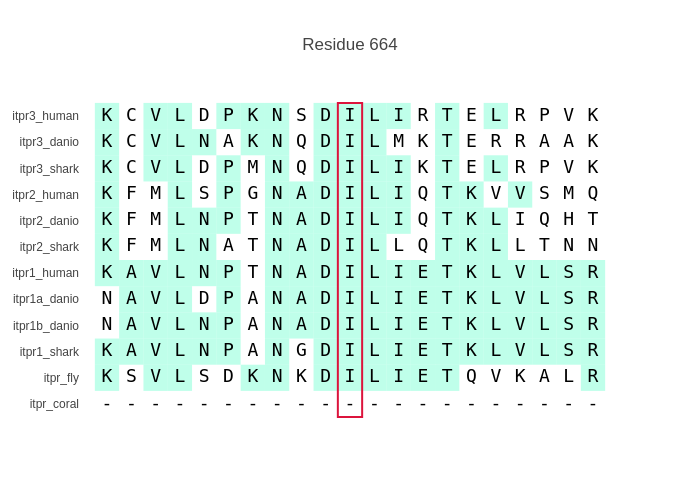 Residue 664
itpr3_human K C V L D P K N S D I L I R T E L R P V K
itpr3_danio K C V L N A K N Q D I L M K T E R R A A K
itpr3_shark K C V L D P M N Q D I L I K T E L R P V K
itpr2_human K F M L S P G N A D I L I Q T K V V S M Q
itpr2_danio K F M L N P T N A D I L I Q T K L I Q H T
itpr2_shark K F M L N A T N A D I L L Q T K L L T N N
itpr1_human K A V L N P T N A D I L I E T K L V L S R
itpr1a_danio N A V L D P A N A D I L I E T K L V L S R
itpr1b_danio N A V L N P A N A D I L I E T K L V L S R
itpr1_shark K A V L N P A N G D I L I E T K L V L S R
itpr_fly K S V L S D K N K D I L I E T Q V K A L R
itpr_coral - - - - - - - - - - - - - - - - - - - - -